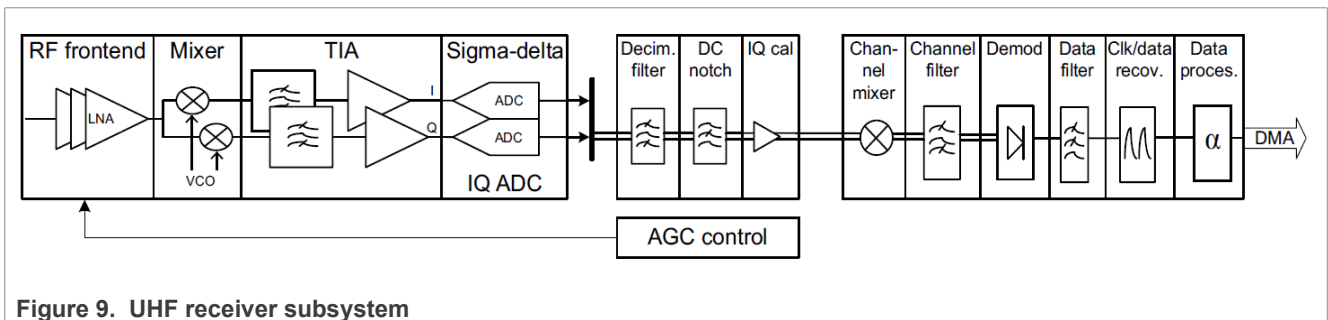 RF frontend
Mixer
TIA
Sigma-delta
Decim.
filter
DC
notch
IQ cal
Chan-
nel
mixer
Channel
filter
Demod
Data
filter
Clk/data
recov.
Data
proces.
LNA
VCO
I
Q
ADC
ADC
IQ ADC
α
DMA
AGC control
Figure 9. UHF receiver subsystem